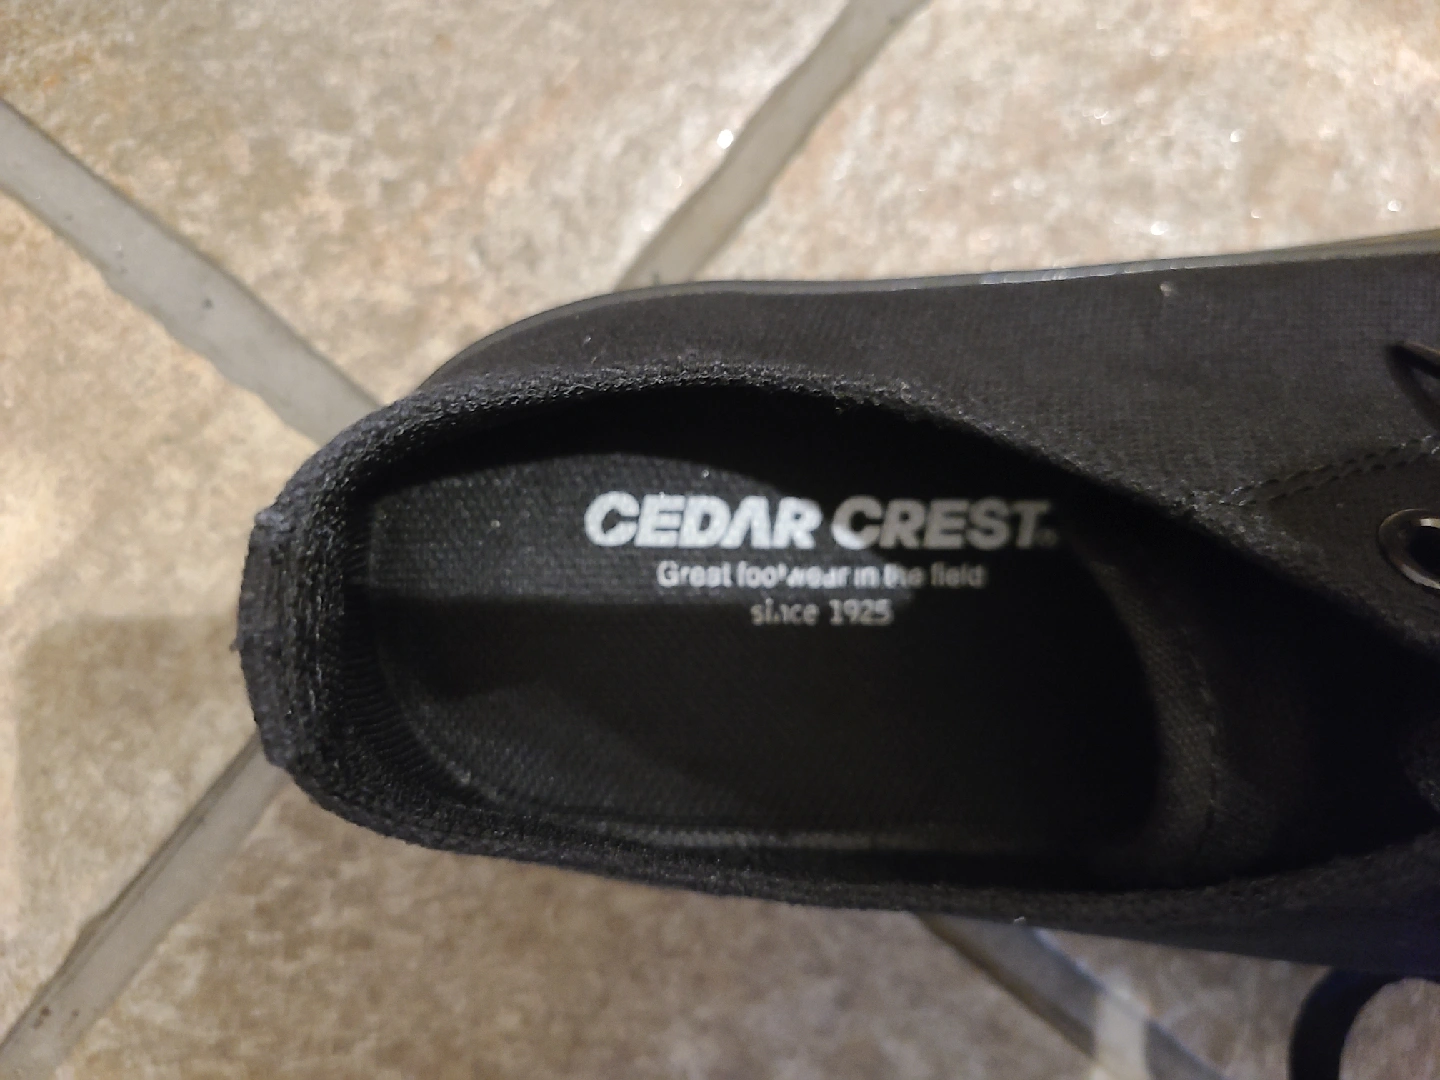 CEDAR CREST.
Great footwear in the field
since 1925